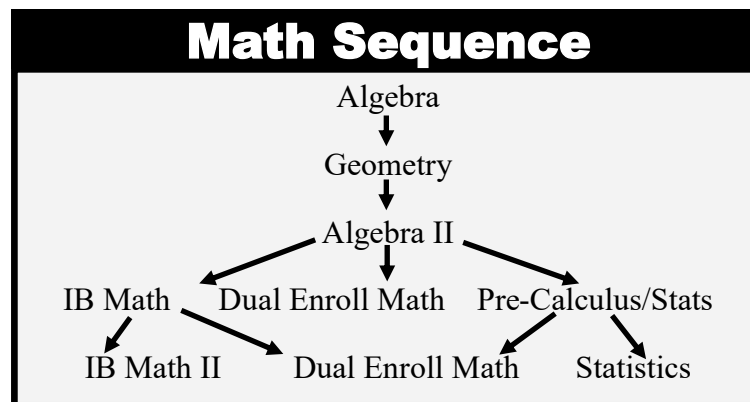 Math Sequence
Algebra
Geometry
Algebra II
IB Math Dual Enroll Math Pre-Calculus/Stats
IB Math II Dual Enroll Math Statistics